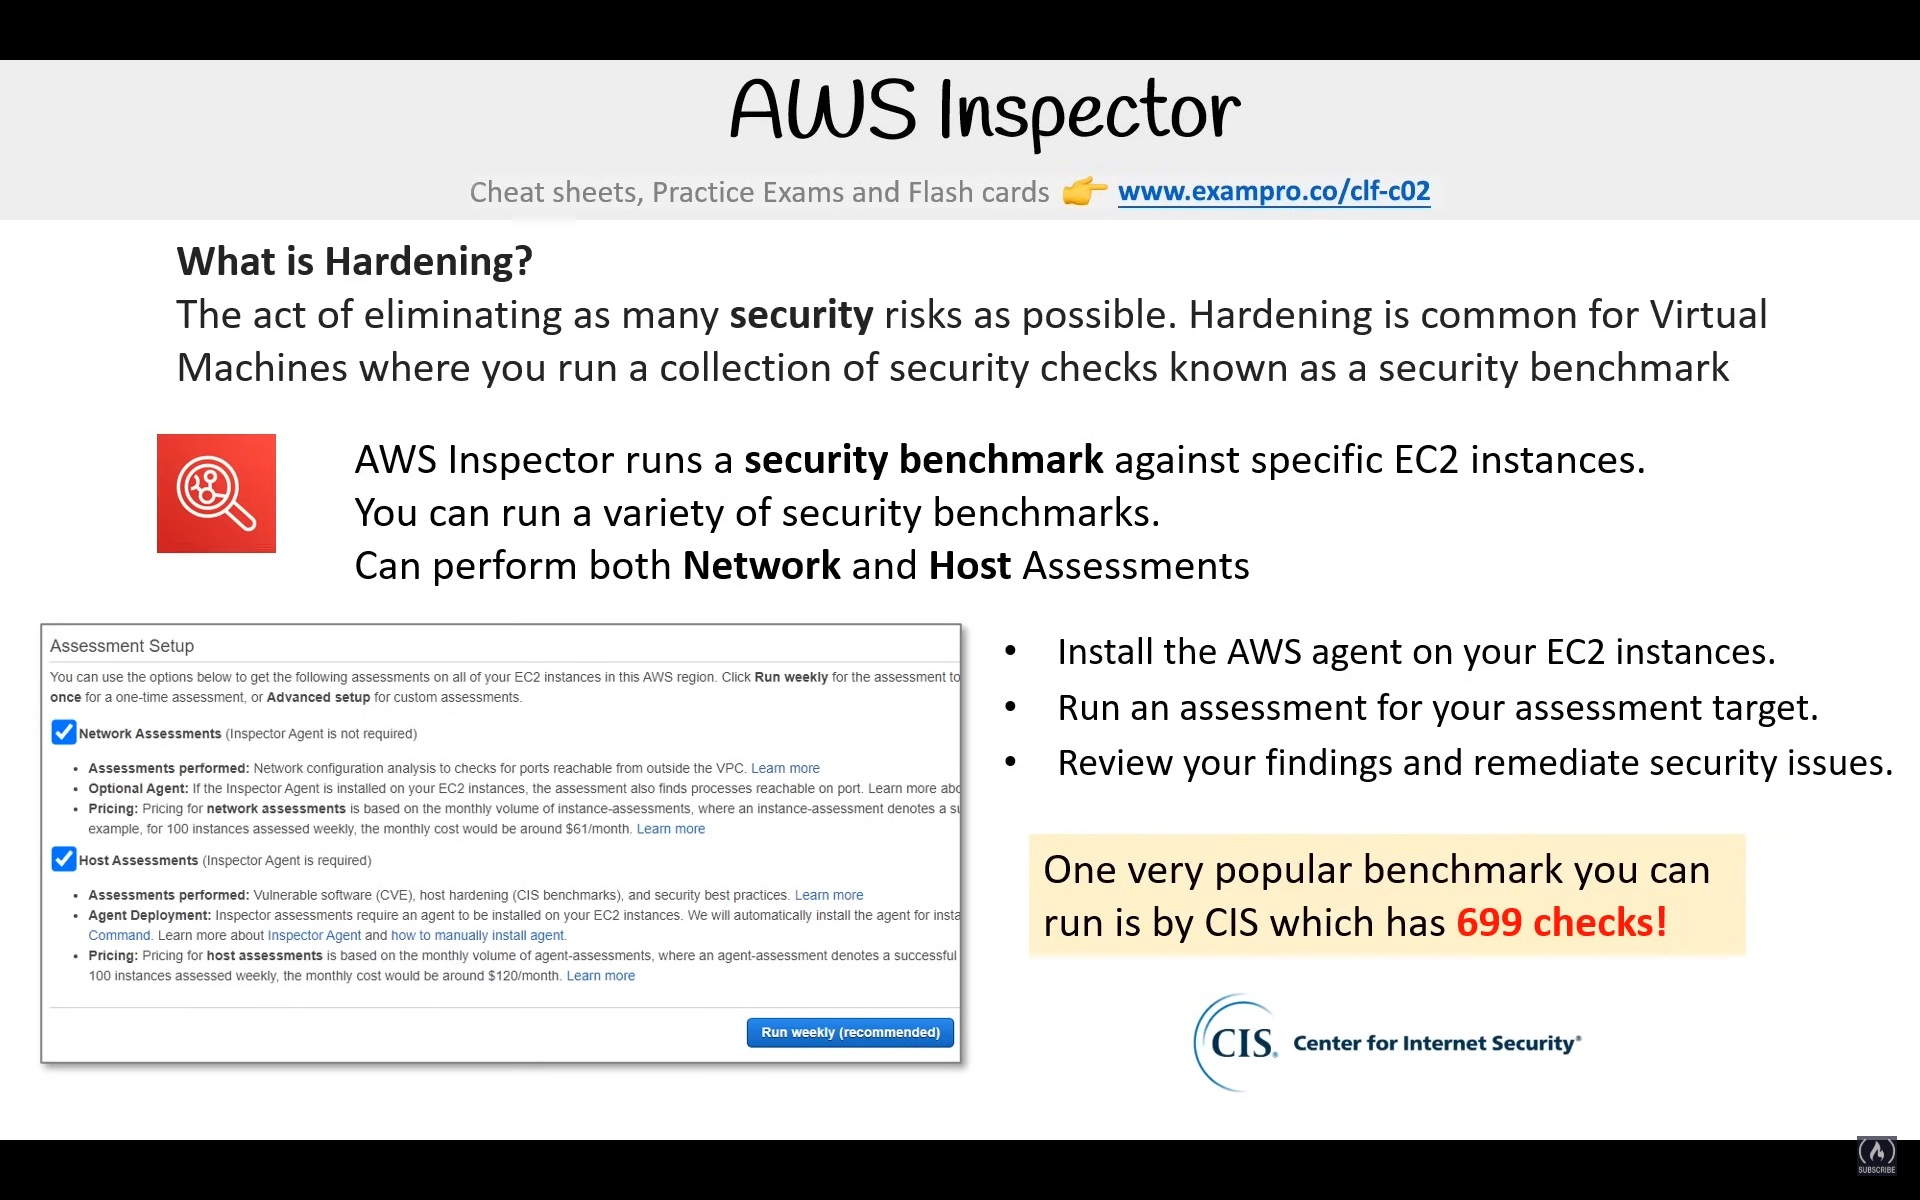 AWS Inspector
Cheat sheets, Practice Exams and Flash cards 👉 www.exampro.co/clf-c02
What is Hardening?
The act of eliminating as many security risks as possible. Hardening is common for Virtual
Machines where you run a collection of security checks known as a security benchmark
AWS Inspector runs a security benchmark against specific EC2 instances.
You can run a variety of security benchmarks.
Can perform both Network and Host Assessments
Assessment Setup
You can use the options below to get the following assessments on all of your EC2 instances in this AWS region. Click Run weekly for the assessment to
once for a one-time assessment, or Advanced setup for custom assessments.
Network Assessments (Inspector Agent is not required)
• Assessments performed: Network configuration analysis to checks for ports reachable from outside the VPC. Learn more
• Optional Agent: If the Inspector Agent is installed on your EC2 instances, the assessment also finds processes reachable on port. Learn more
• Pricing: Pricing for network assessments is based on the monthly volume of instance-assessments, where an instance-assessment denotes a
example, for 100 instances assessed weekly, the monthly cost would be around $61/month. Learn more
Host Assessments (Inspector Agent is required)
• Assessments performed: Vulnerable software (CVE), host hardening (CIS benchmarks), and security best practices. Learn more
• Agent Deployment: Inspector assessments require an agent to be installed on your EC2 instances. We will automatically install the agent for
Command. Learn more about Inspector Agent and how to manually install agent.
• Pricing: Pricing for host assessments is based on the monthly volume of agent-assessments, where an agent-assessment denotes a successful
100 instances assessed weekly, the monthly cost would be around $120/month. Learn more
Run weekly (recommended)
• Install the AWS agent on your EC2 instances.
• Run an assessment for your assessment target.
• Review your findings and remediate security issues.
One very popular benchmark you can
run is by CIS which has 699 checks!
CIS. Center for Internet Security®
SUBSCRIBE